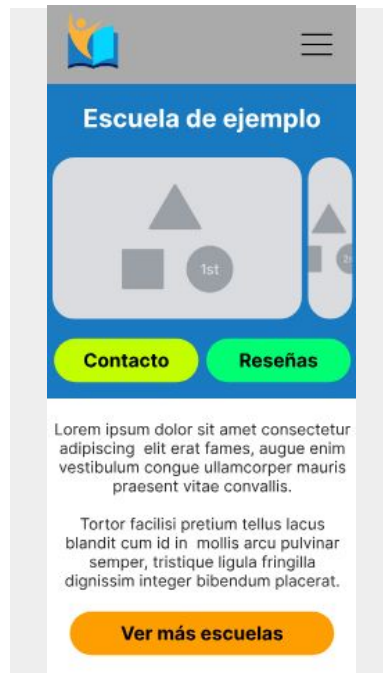 Escuela de ejemplo
1st
Contacto
Reseñas
Lorem ipsum dolor sit amet consectetur
adipiscing elit erat fames, augue enim
vestibulum congue ullamcorper mauris
praesent vitae convallis.
Tortor facilisi pretium tellus lacus
blandit cum id in mollis arcu pulvinar
semper, tristique ligula fringilla
dignissim integer bibendum placerat.
Ver más escuelas